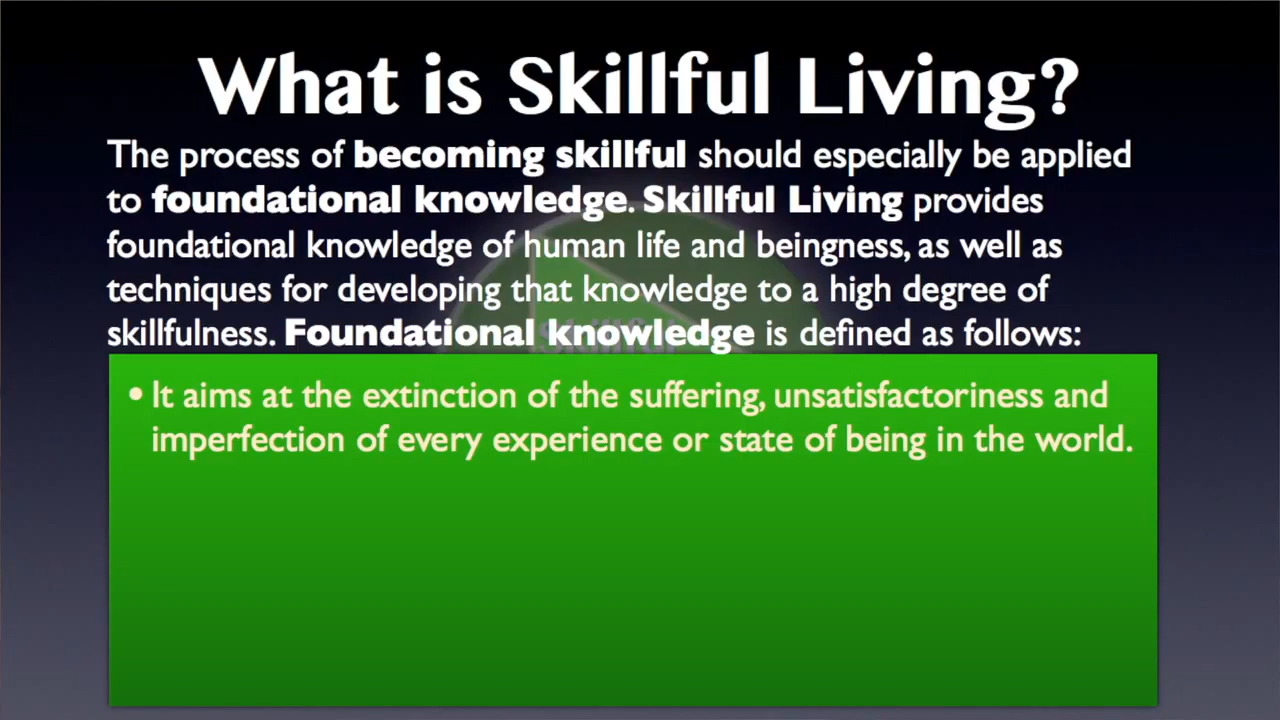 What is Skillful Living?
The process of becoming skillful should especially be applied
to foundational knowledge. Skillful Living provides
foundational knowledge of human life and beingness, as well as
techniques for developing that knowledge to a high degree of
skillfulness. Foundational knowledge is defined as follows:
• It aims at the extinction of the suffering, unsatisfactoriness and
imperfection of every experience or state of being in the world.